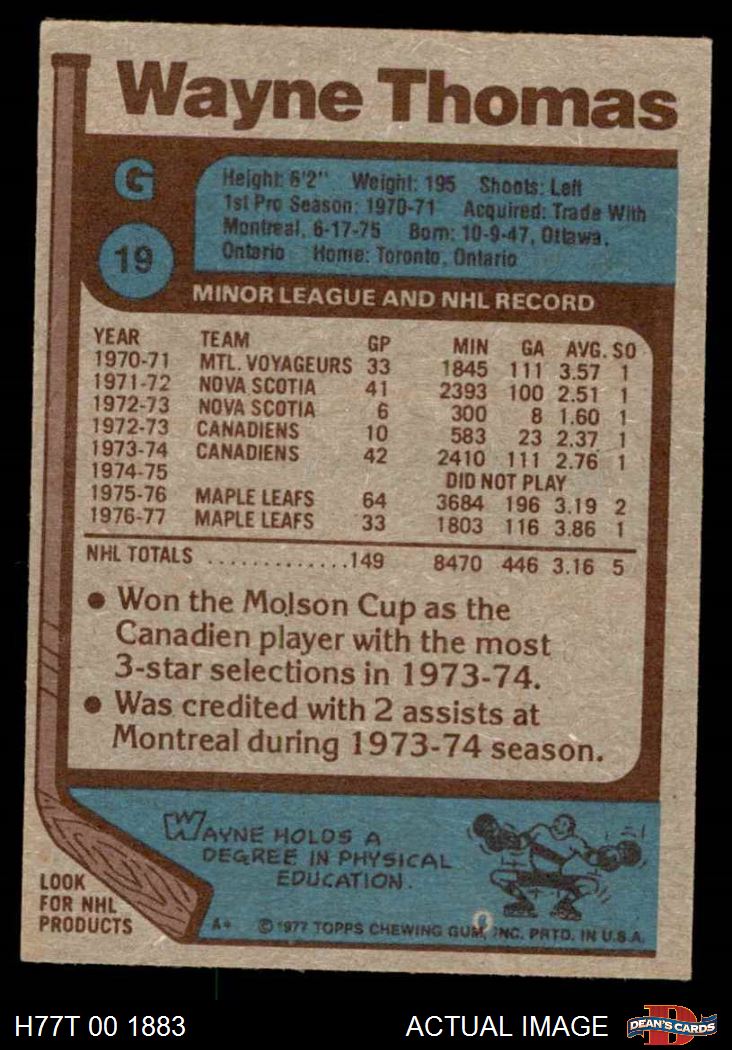 Wayne Thomas
G
19
Height: 6'2" Weight: 195 Shoots: Left
1st Pro Season: 1970-71 Acquired: Trade With
Montreal, 6-17-75 Born: 10-9-47, Ottawa,
Ontario Home: Toronto, Ontario
MINOR LEAGUE AND NHL RECORD
YEAR TEAM GP MIN GA AVG. SO
1970-71 MTL. VOYAGEURS 33 1845 111 3.57 1
1971-72 NOVA SCOTIA 41 2393 100 2.51 1
1972-73 NOVA SCOTIA 6 300 8 1.60 1
1972-73 CANADIENS 10 583 23 2.37 1
1973-74 CANADIENS 42 2410 111 2.76 1
1974-75 DID NOT PLAY
1975-76 MAPLE LEAFS 64 3684 196 3.19 2
1976-77 MAPLE LEAFS 33 1803 116 3.86 1
NHL TOTALS .............149 8470 446 3.16 5
• Won the Molson Cup as the
Canadien player with the most
3-star selections in 1973-74.
• Was credited with 2 assists at
Montreal during 1973-74 season.
WAYNE HOLDS A
DEGREE IN PHYSICAL
EDUCATION.
LOOK
FOR NHL
PRODUCTS
A* © 1977 TOPPS CHEWING GUM, INC. PRTD. IN U.S.A.
H77T 00 1883 ACTUAL IMAGE
D
DEAN'S CARDS